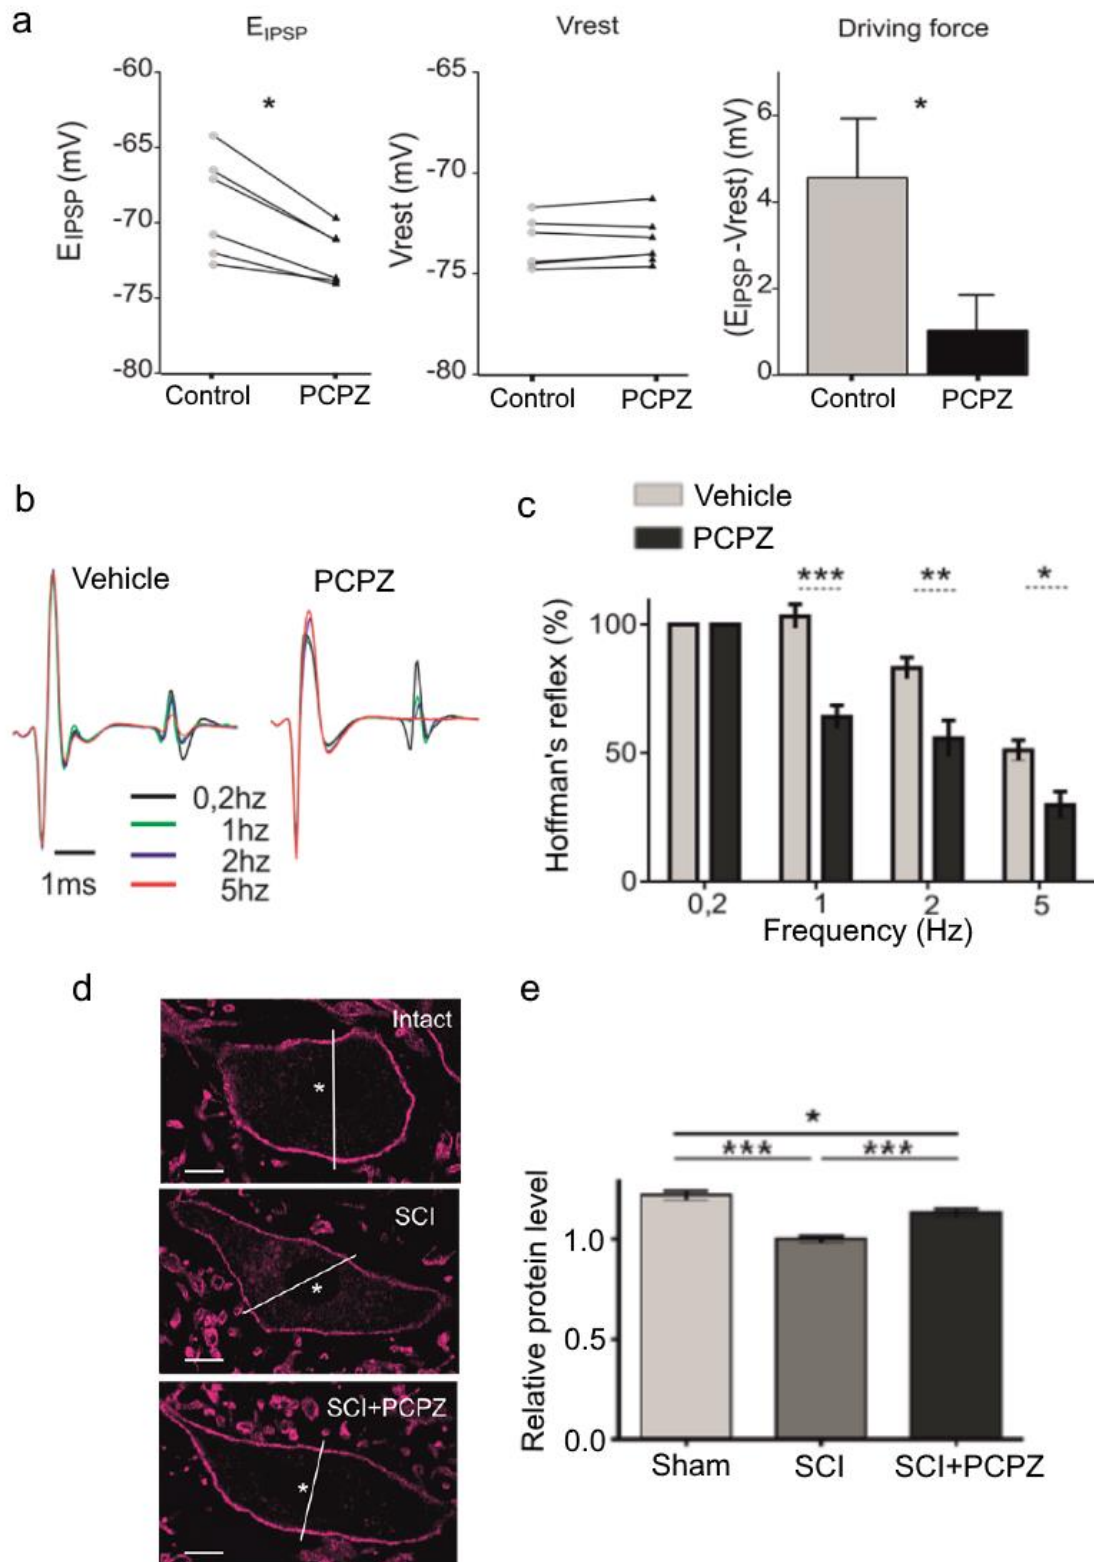 a
E_IPSP
Vrest
Driving force
*
*
-60
-65
-70
-75
-80
E_IPSP (mV)
Control PCPZ
-65
-70
-75
-80
Vrest (mV)
Control PCPZ
6
4
2
0
(E_IPSP-Vrest) (mV)
Control PCPZ
b
Vehicle
PCPZ
0,2hz
1hz
2hz
5hz
1ms
c
Vehicle
PCPZ
*** ** *
100
50
0
Hoffman's reflex (%)
0,2 1 2 5
Frequency (Hz)
d
Intact
*
SCI
*
SCI+PCPZ
*
e
*
*** ***
1.0
0.5
0.0
Relative protein level
Sham SCI SCI+PCPZ